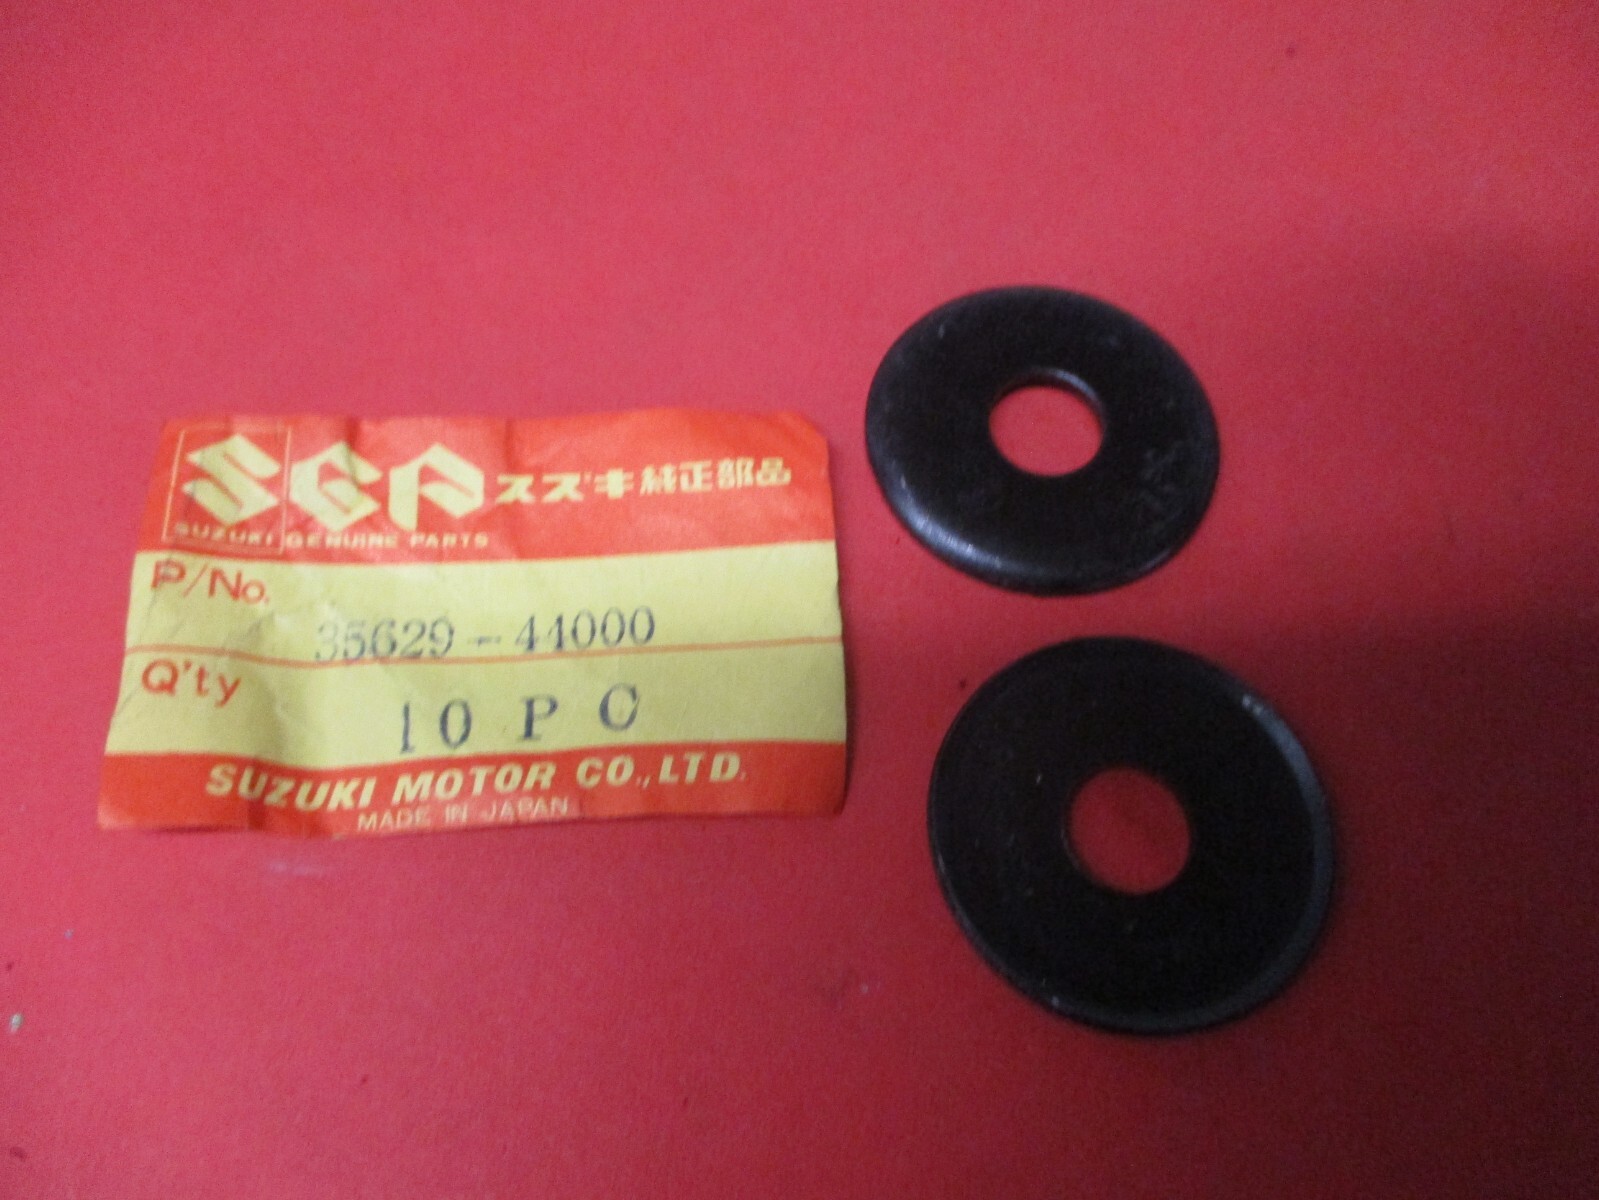 SGP スズキ純正部品
SUZUKI GENUINE PARTS
P/No.
35629-44000
Q'ty
10 PC
SUZUKI MOTOR CO., LTD.
MADE IN JAPAN